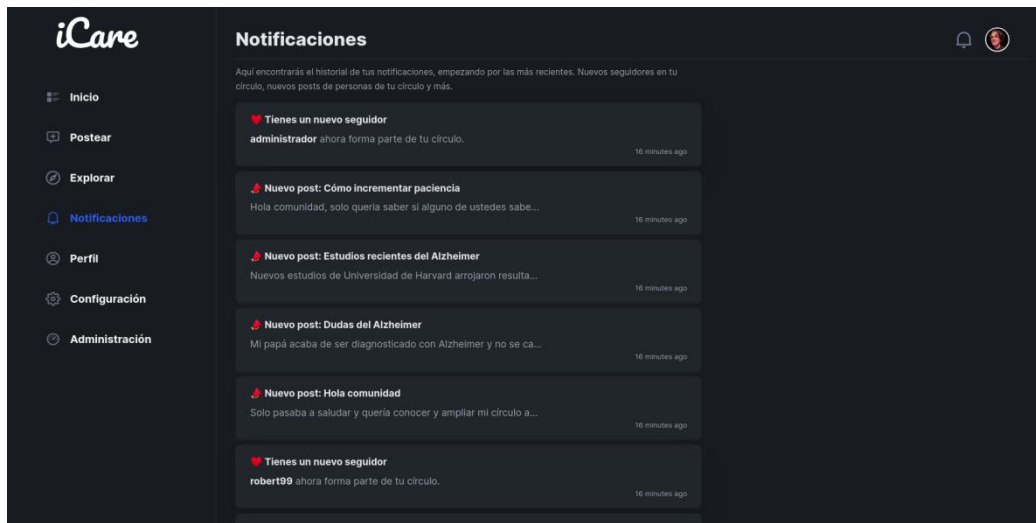 iCare
Inicio
Postear
Explorar
Notificaciones
Perfil
Configuración
Administración
Notificaciones
Aquí encontrarás el historial de tus notificaciones, empezando por las más recientes. Nuevos seguidores en tu
círculo, nuevos posts de personas de tu círculo y más.
Tienes un nuevo seguidor
administrador ahora forma parte de tu círculo.
16 minutes ago
Nuevo post: Cómo incrementar paciencia
Hola comunidad, solo queria saber si alguno de ustedes sabe...
16 minutes ago
Nuevo post: Estudios recientes del Alzheimer
Nuevos estudios de Universidad de Harvard arrojaron resulta...
16 minutes ago
Nuevo post: Dudas del Alzheimer
Mi papá acaba de ser diagnosticado con Alzheimer y no se ca...
16 minutes ago
Nuevo post: Hola comunidad
Solo pasaba a saludar y quería conocer y ampliar mi círculo a...
16 minutes ago
Tienes un nuevo seguidor
robert99 ahora forma parte de tu círculo.
16 minutes ago